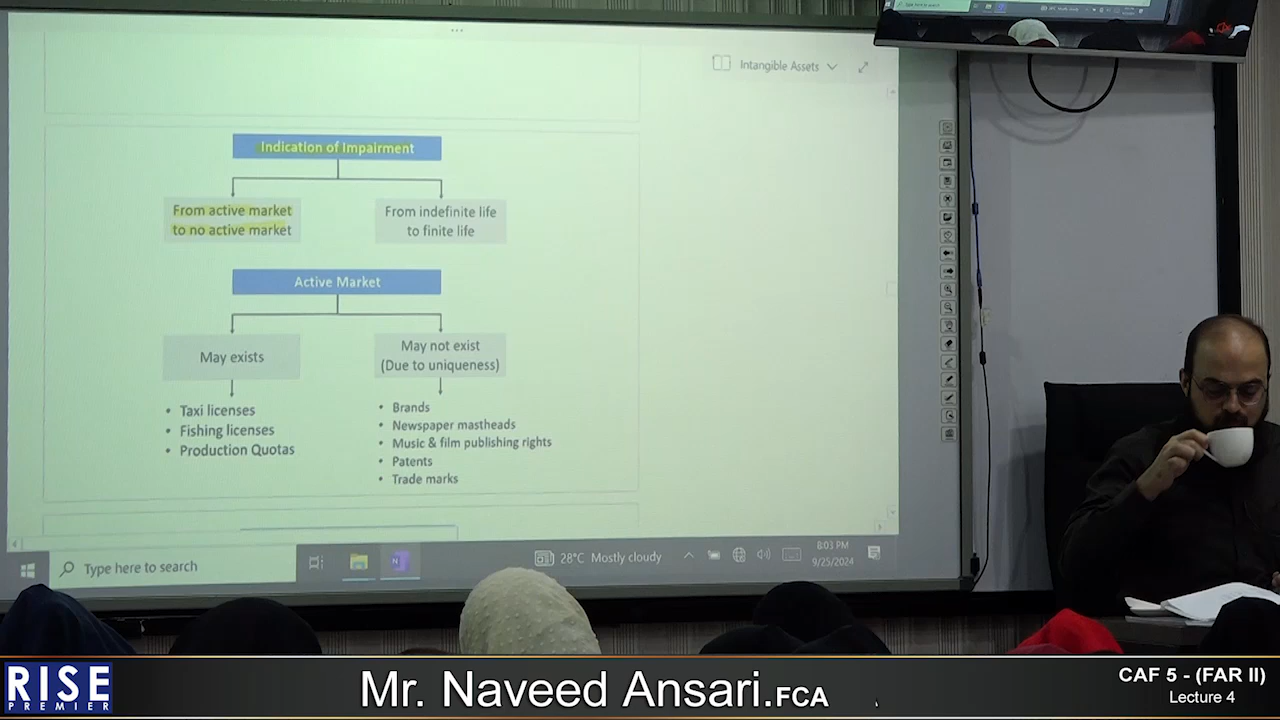 Intangible Assets
Indication of Impairment
From active market
to no active market
From indefinite life
to finite life
Active Market
May exists
May not exist
(Due to uniqueness)
• Taxi licenses
• Fishing licenses
• Production Quotas
• Brands
• Newspaper mastheads
• Music & film publishing rights
• Patents
• Trade marks
Type here to search
28°C Mostly cloudy
8:03 PM
9/25/2024
RISE
PREMIER
Mr. Naveed Ansari.FCA
CAF 5 - (FAR II)
Lecture 4